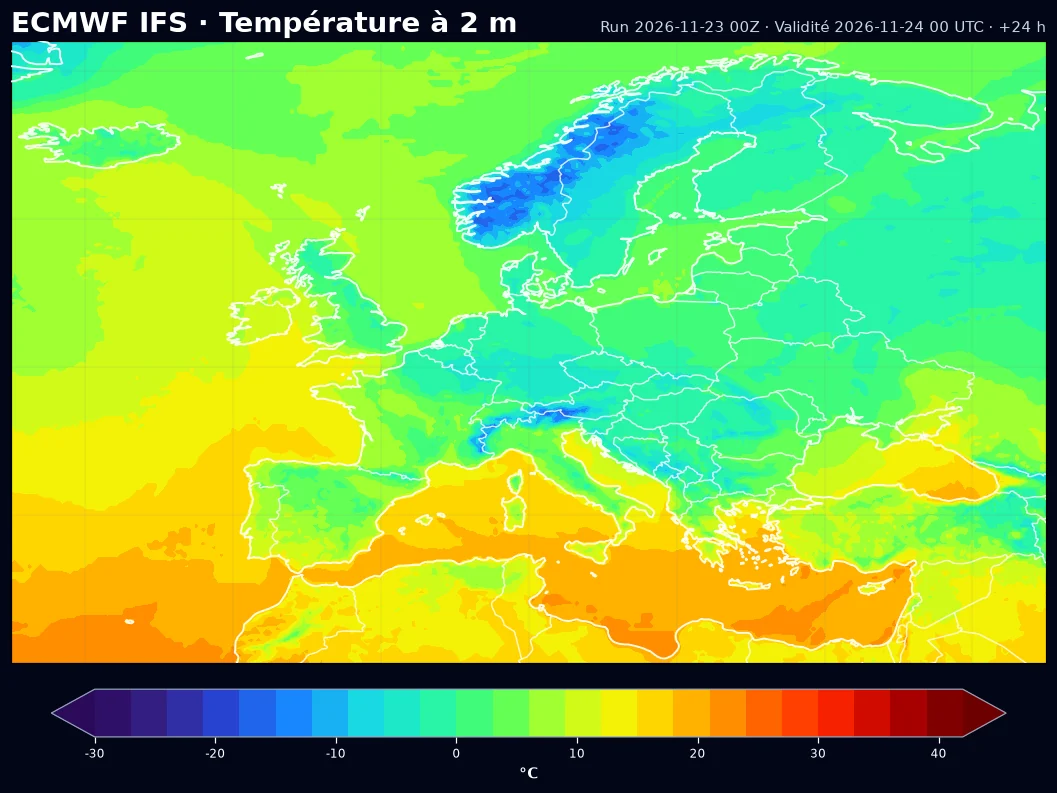 ECMWF IFS · Température à 2 m
Run 2026-11-23 00Z · Validité 2026-11-24 00 UTC · +24 h
-30 -20 -10 0 10 20 30 40
°C